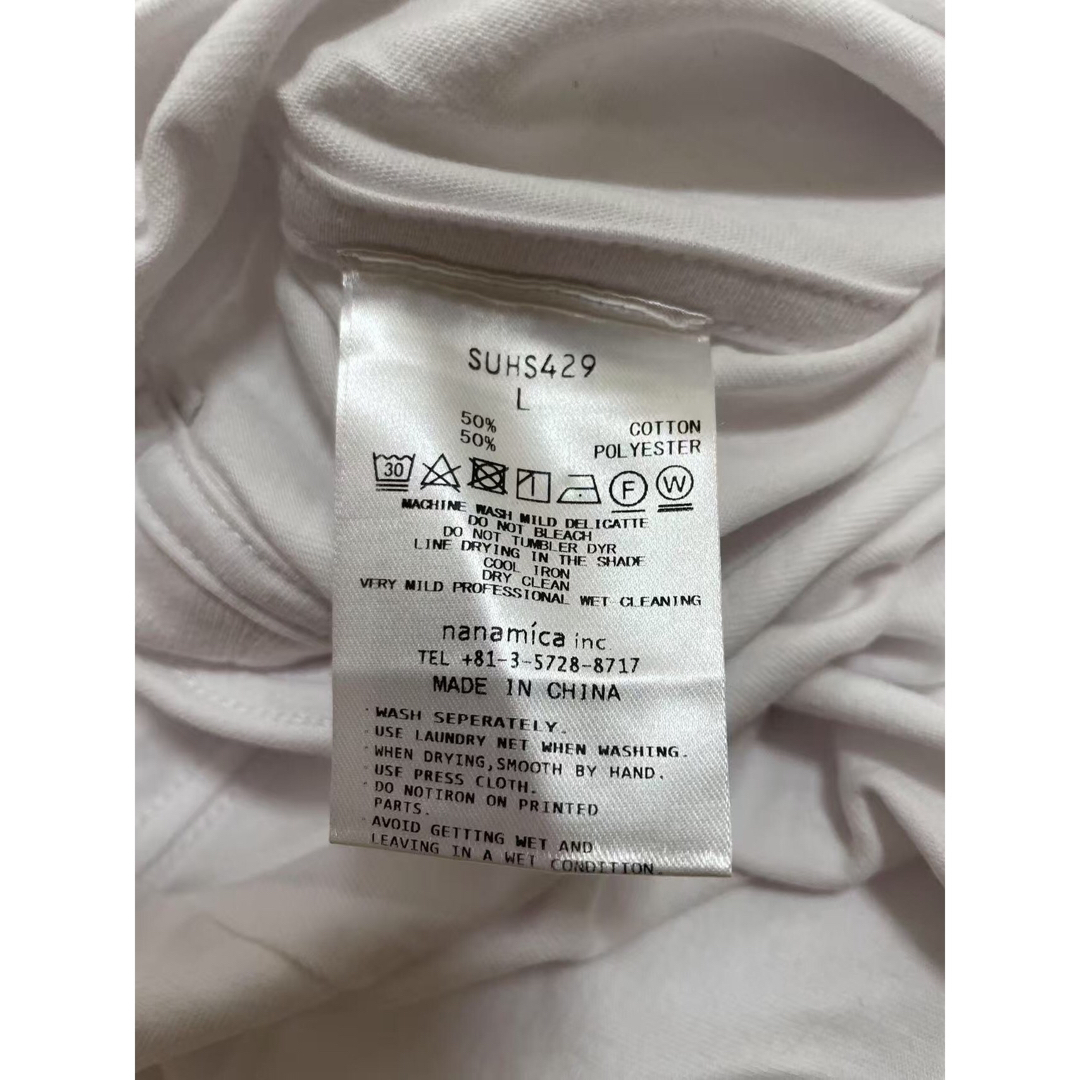 SUHS429
L
50% COTTON
50% POLYESTER
30 F W
MACHINE WASH MILD DELICATTE
DO NOT BLEACH
DO NOT TUMBLER DYR
LINE DRYING IN THE SHADE
COOL IRON
DRY CLEAN
VERY MILD PROFESSIONAL WET CLEANING
nanamíca inc
TEL +81-3-5728-8717
MADE IN CHINA
・WASH SEPERATELY.
・USE LAUNDRY NET WHEN WASHING.
・WHEN DRYING,SMOOTH BY HAND.
・USE PRESS CLOTH.
・DO NOTIRON ON PRINTED
PARTS.
・AVOID GETTING WET AND
LEAVING IN A WET CONDITION.